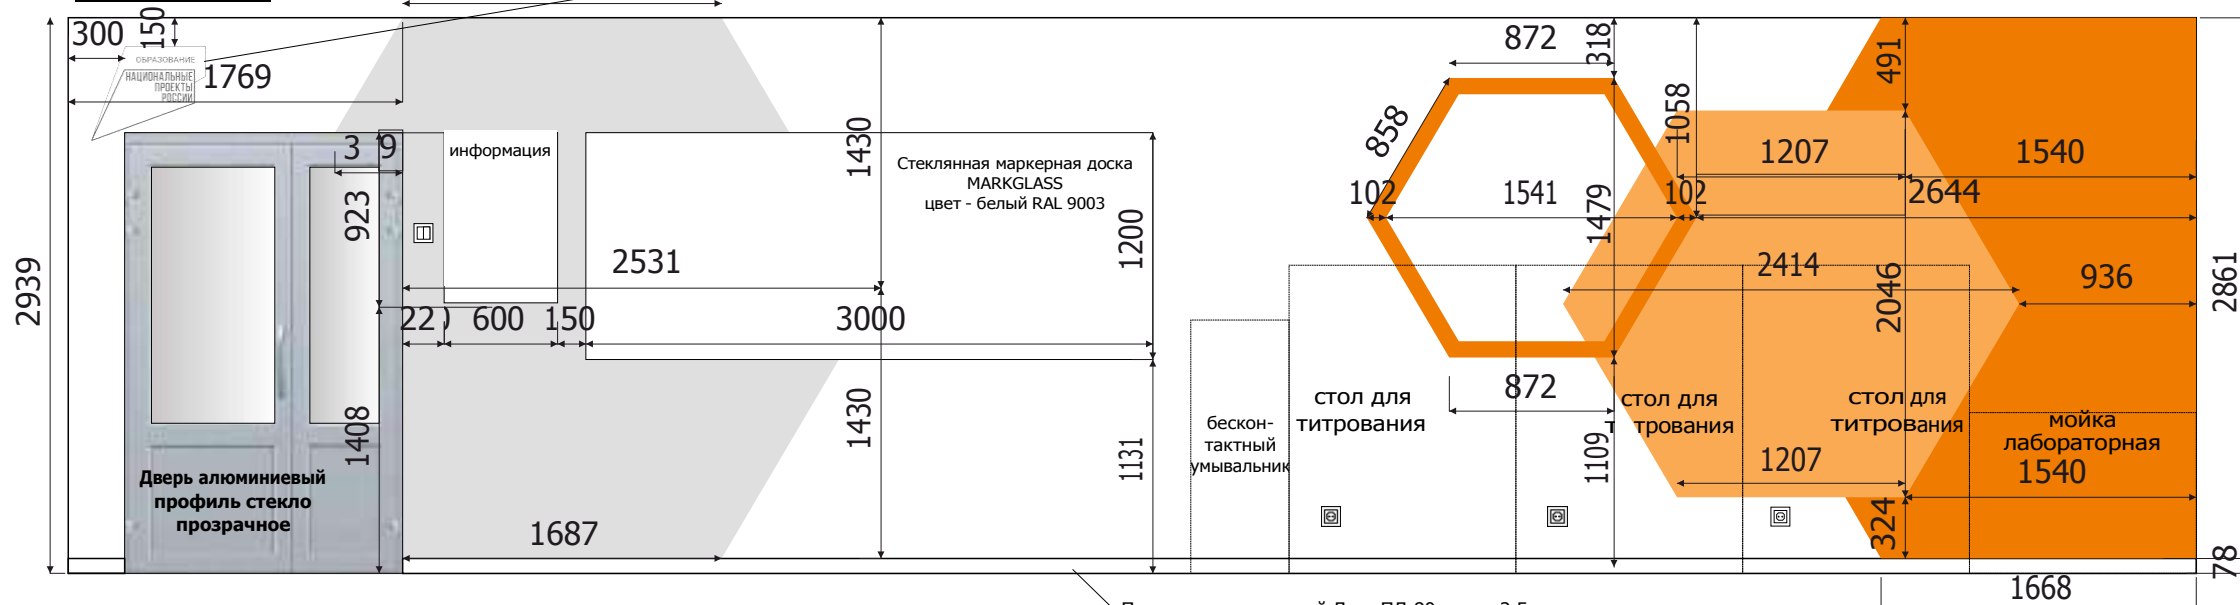 300
150
ОБРАЗОВАНИЕ
НАЦИОНАЛЬНЫЕ
ПРОЕКТЫ
РОССИИ
1769
2939
3 9
923
1408
информация
220
600
150
2531
3000
1430
1430
1687
Стеклянная маркерная доска
MARKGLASS
цвет - белый RAL 9003
1200
1131
Дверь алюминиевый
профиль стекло
прозрачное
872
318
858
102
1541
102
1479
1058
872
1109
491
1207
1540
2644
2414
2046
936
1207
1540
324
2861
78
1668
бескон-
тактный
умывальник
стол для
титрования
стол для
т трования
стол для
титрования
мойка
лабораторная